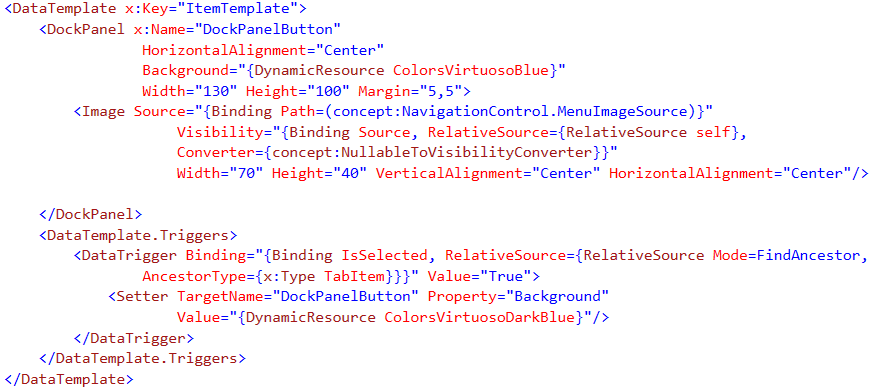 <DataTemplate x:Key="ItemTemplate">
    <DockPanel x:Name="DockPanelButton"
                HorizontalAlignment="Center"
                Background="{DynamicResource ColorsVirtuosoBlue}"
                Width="130" Height="100" Margin="5,5">
        <Image Source="{Binding Path=(concept:NavigationControl.MenuImageSource)}"
                    Visibility="{Binding Source, RelativeSource={RelativeSource self},
                    Converter={concept:NullableToVisibilityConverter}}"
                    Width="70" Height="40" VerticalAlignment="Center" HorizontalAlignment="Center"/>

    </DockPanel>
    <DataTemplate.Triggers>
        <DataTrigger Binding="{Binding IsSelected, RelativeSource={RelativeSource Mode=FindAncestor,
                AncestorType={x:Type TabItem}}}" Value="True">
            <Setter TargetName="DockPanelButton" Property="Background"
                    Value="{DynamicResource ColorsVirtuosoDarkBlue}"/>
        </DataTrigger>
    </DataTemplate.Triggers>
</DataTemplate>